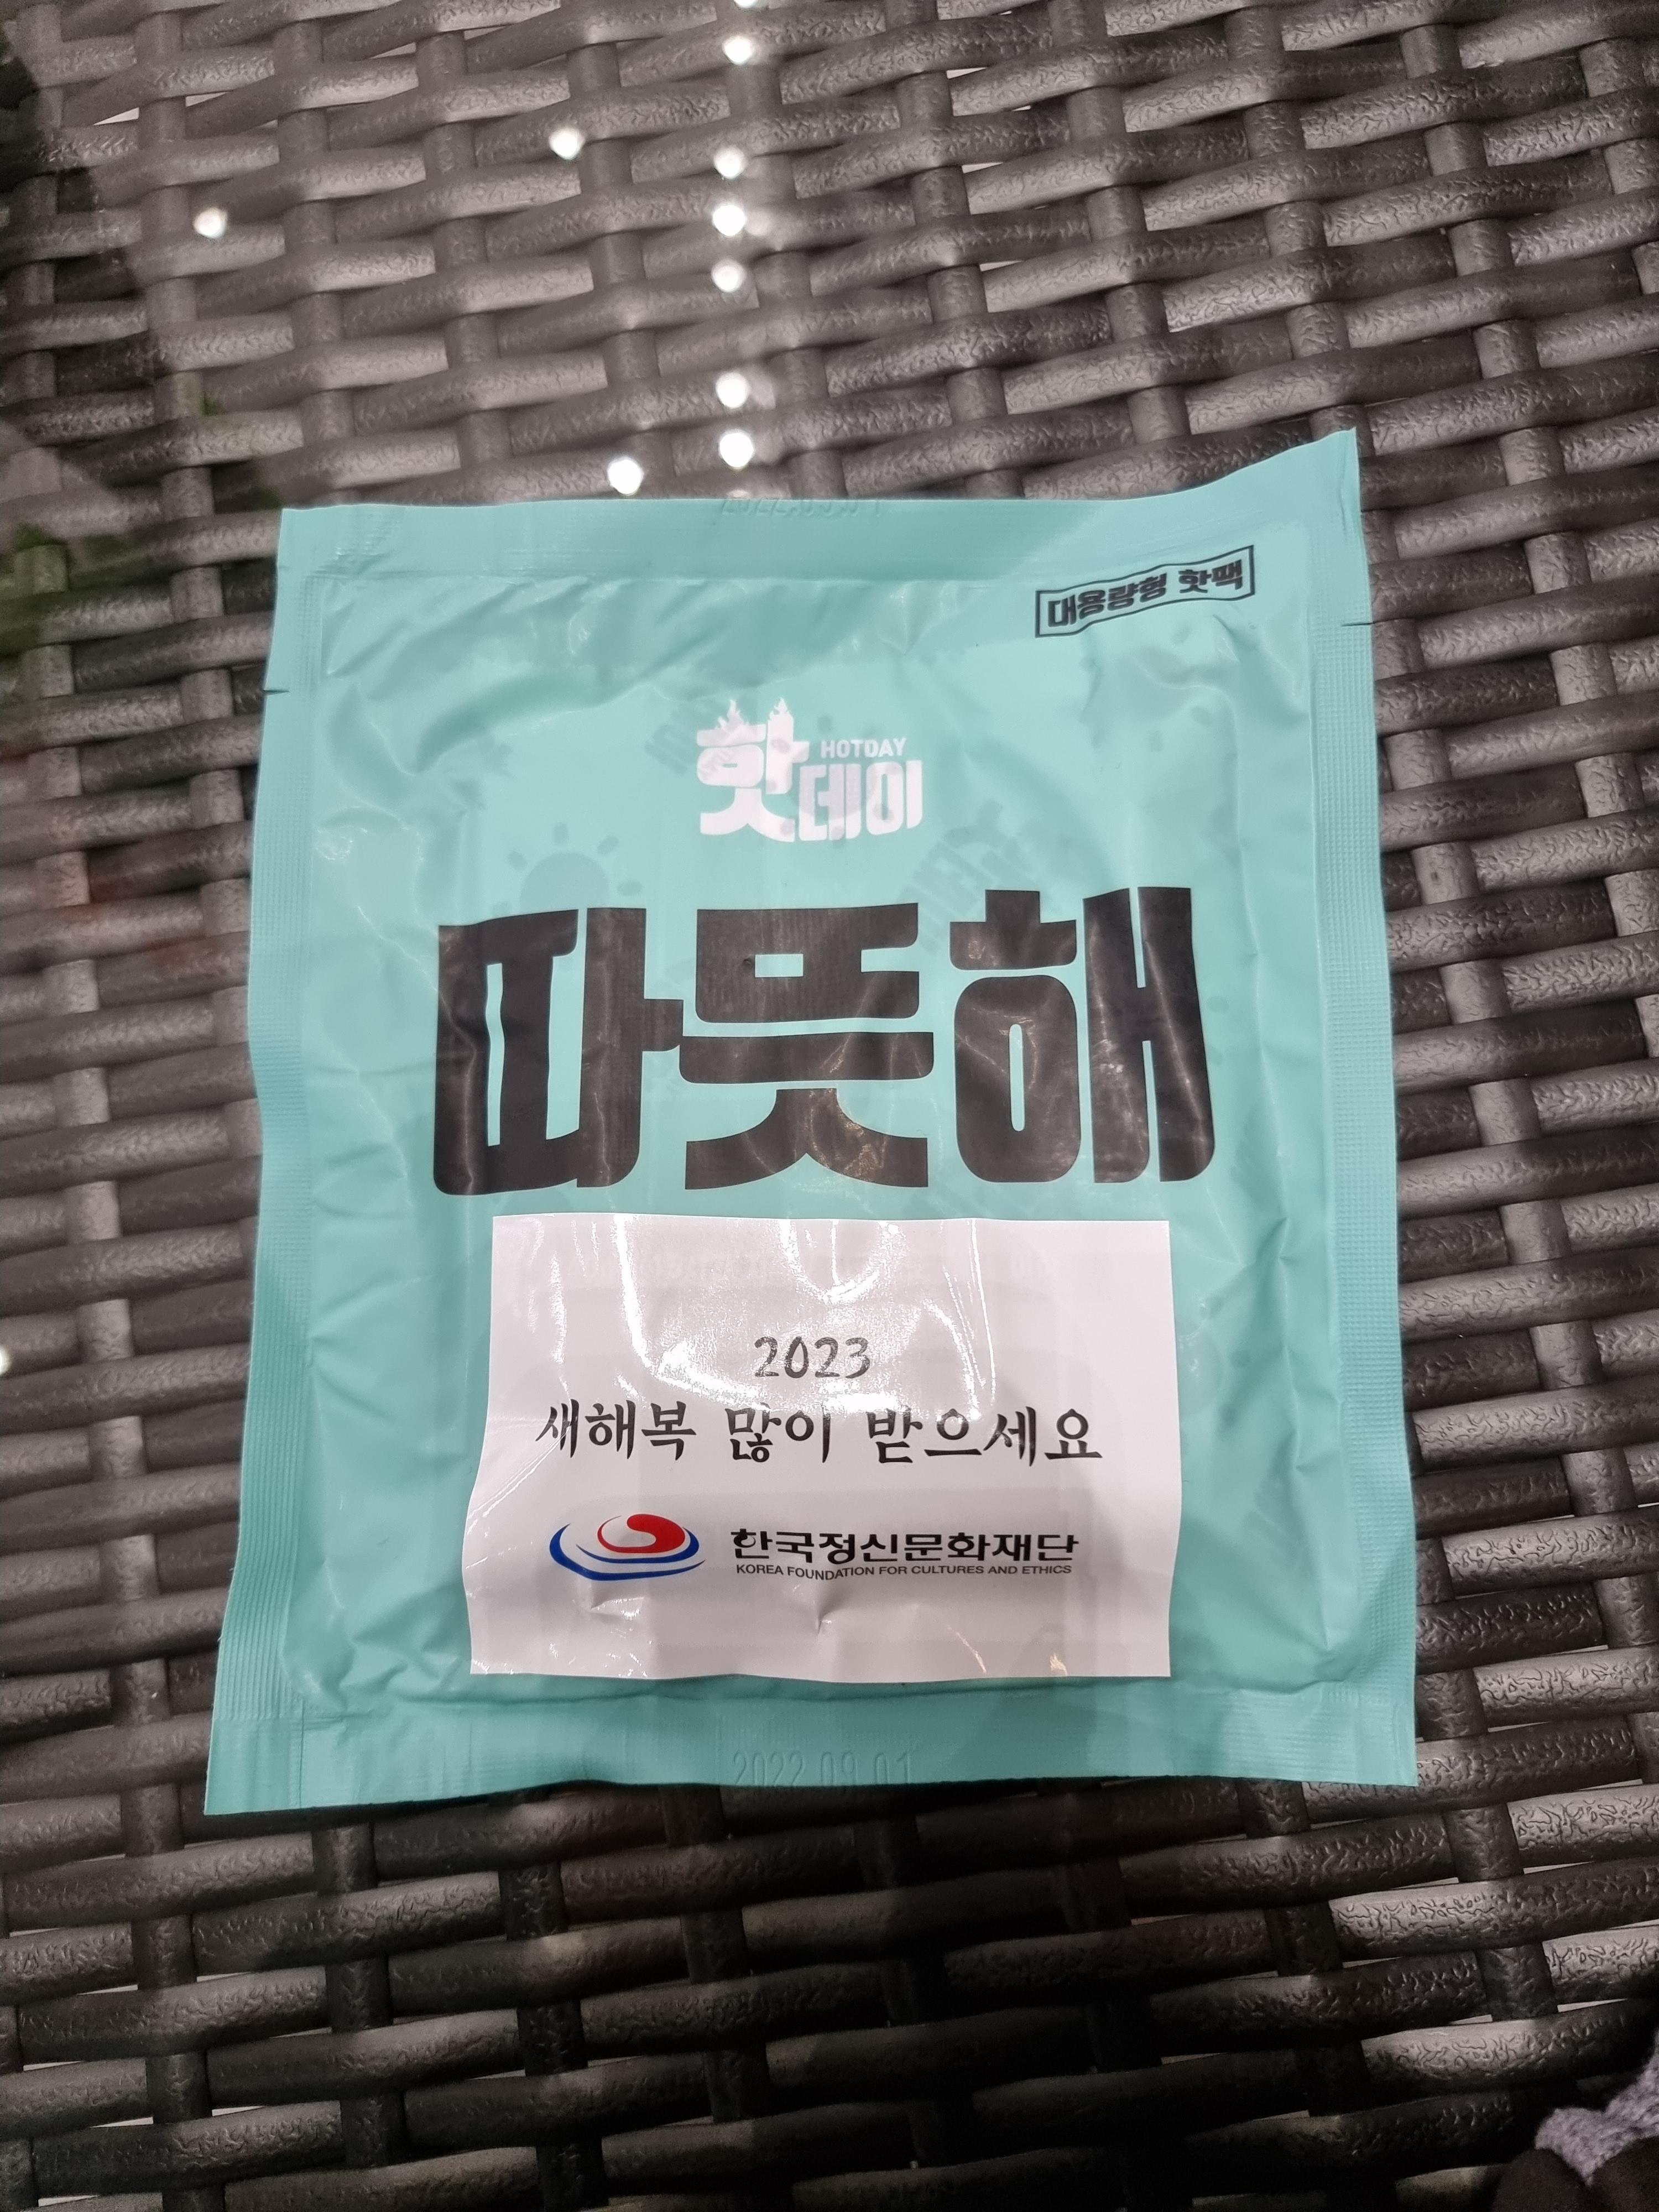 대용량형 핫팩
핫데이 HOTDAY
따뜻해
2023
새해복 많이 받으세요
한국정신문화재단
KOREA FOUNDATION FOR CULTURES AND ETHICS
2022.09.01